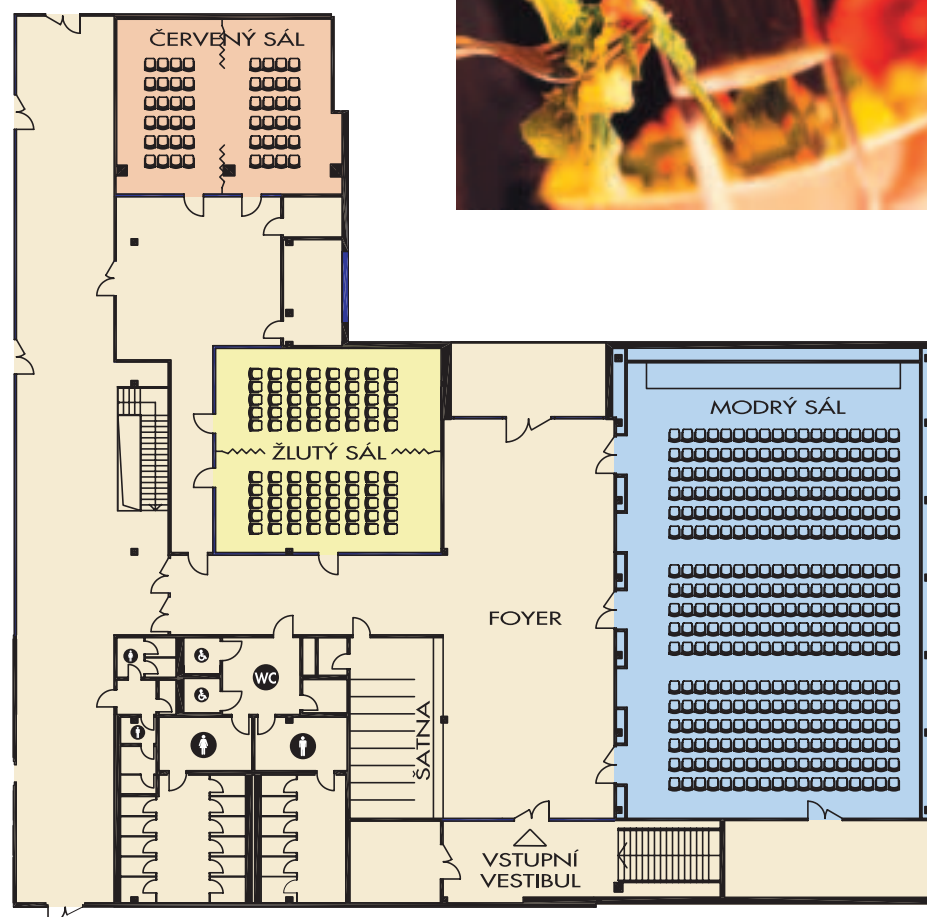 ČERVENÝ SÁL
MODRÝ SÁL
ŽLUTÝ SÁL
FOYER
WC
ŠATNA
VSTUPNÍ
VESTIBUL